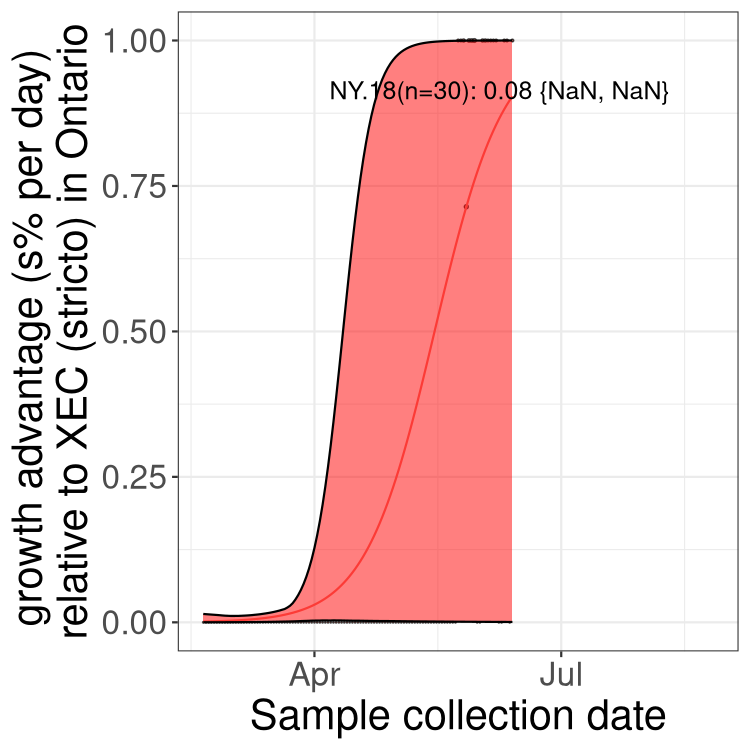 growth advantage (s% per day)
relative to XEC (stricto) in Ontario
1.00
0.75
0.50
0.25
0.00
NY.18(n=30): 0.08 {NaN, NaN}
Apr
Jul
Sample collection date